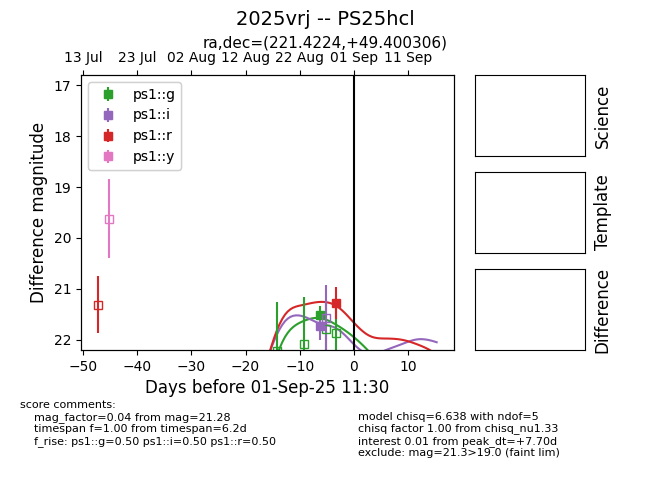 2025vrj -- PS25hcl
ra,dec=(221.4224,+49.400306)
13 Jul 23 Jul 02 Aug 12 Aug 22 Aug 01 Sep 11 Sep
17
18
19
20
21
22
Difference magnitude
ps1::g
ps1::i
ps1::r
ps1::y
−50 −40 −30 −20 −10 0 10
Days before 01-Sep-25 11:30
Science
Template
Difference
score comments:
mag_factor=0.04 from mag=21.28
timespan f=1.00 from timespan=6.2d
f_rise: ps1::g=0.50 ps1::i=0.50 ps1::r=0.50
model chisq=6.638 with ndof=5
chisq factor 1.00 from chisq_nu1.33
interest 0.01 from peak_dt=+7.70d
exclude: mag=21.3>19.0 (faint lim)